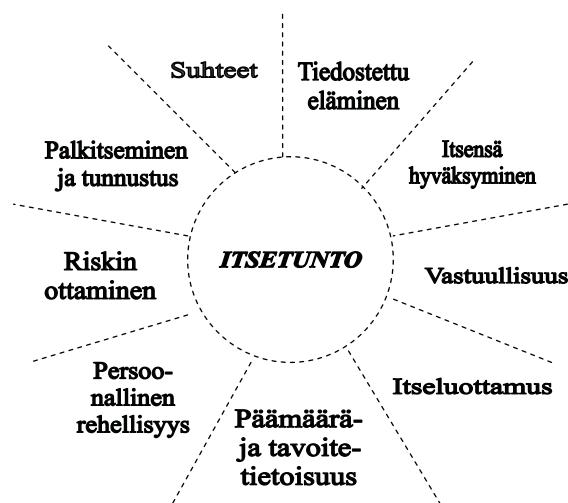 Suhteet
Tiedostettu
eläminen
Itsensä
hyväksyminen
Vastuullisuus
Itseluottamus
Päämäärä-
ja tavoite-
tietoisuus
Persoo-
nallinen
rehellisyys
Riskin
ottaminen
Palkitseminen
ja tunnustus
ITSETUNTO